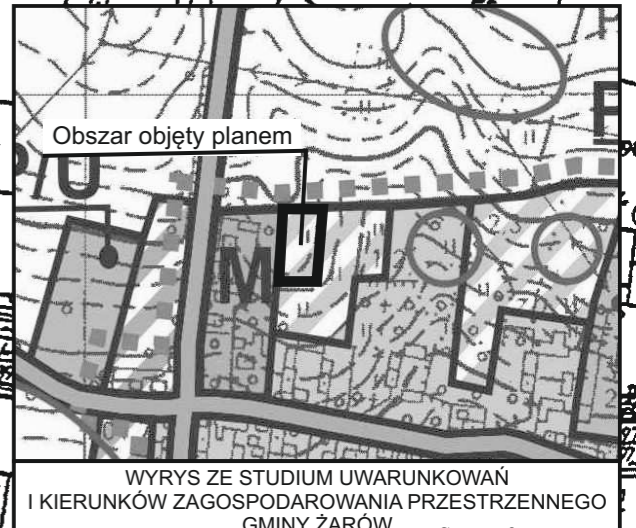 Obszar objęty planem
P/U
M
WYRYS ZE STUDIUM UWARUNKOWAŃ
I KIERUNKÓW ZAGOSPODAROWANIA PRZESTRZENNEGO
GMINY ŻARÓW